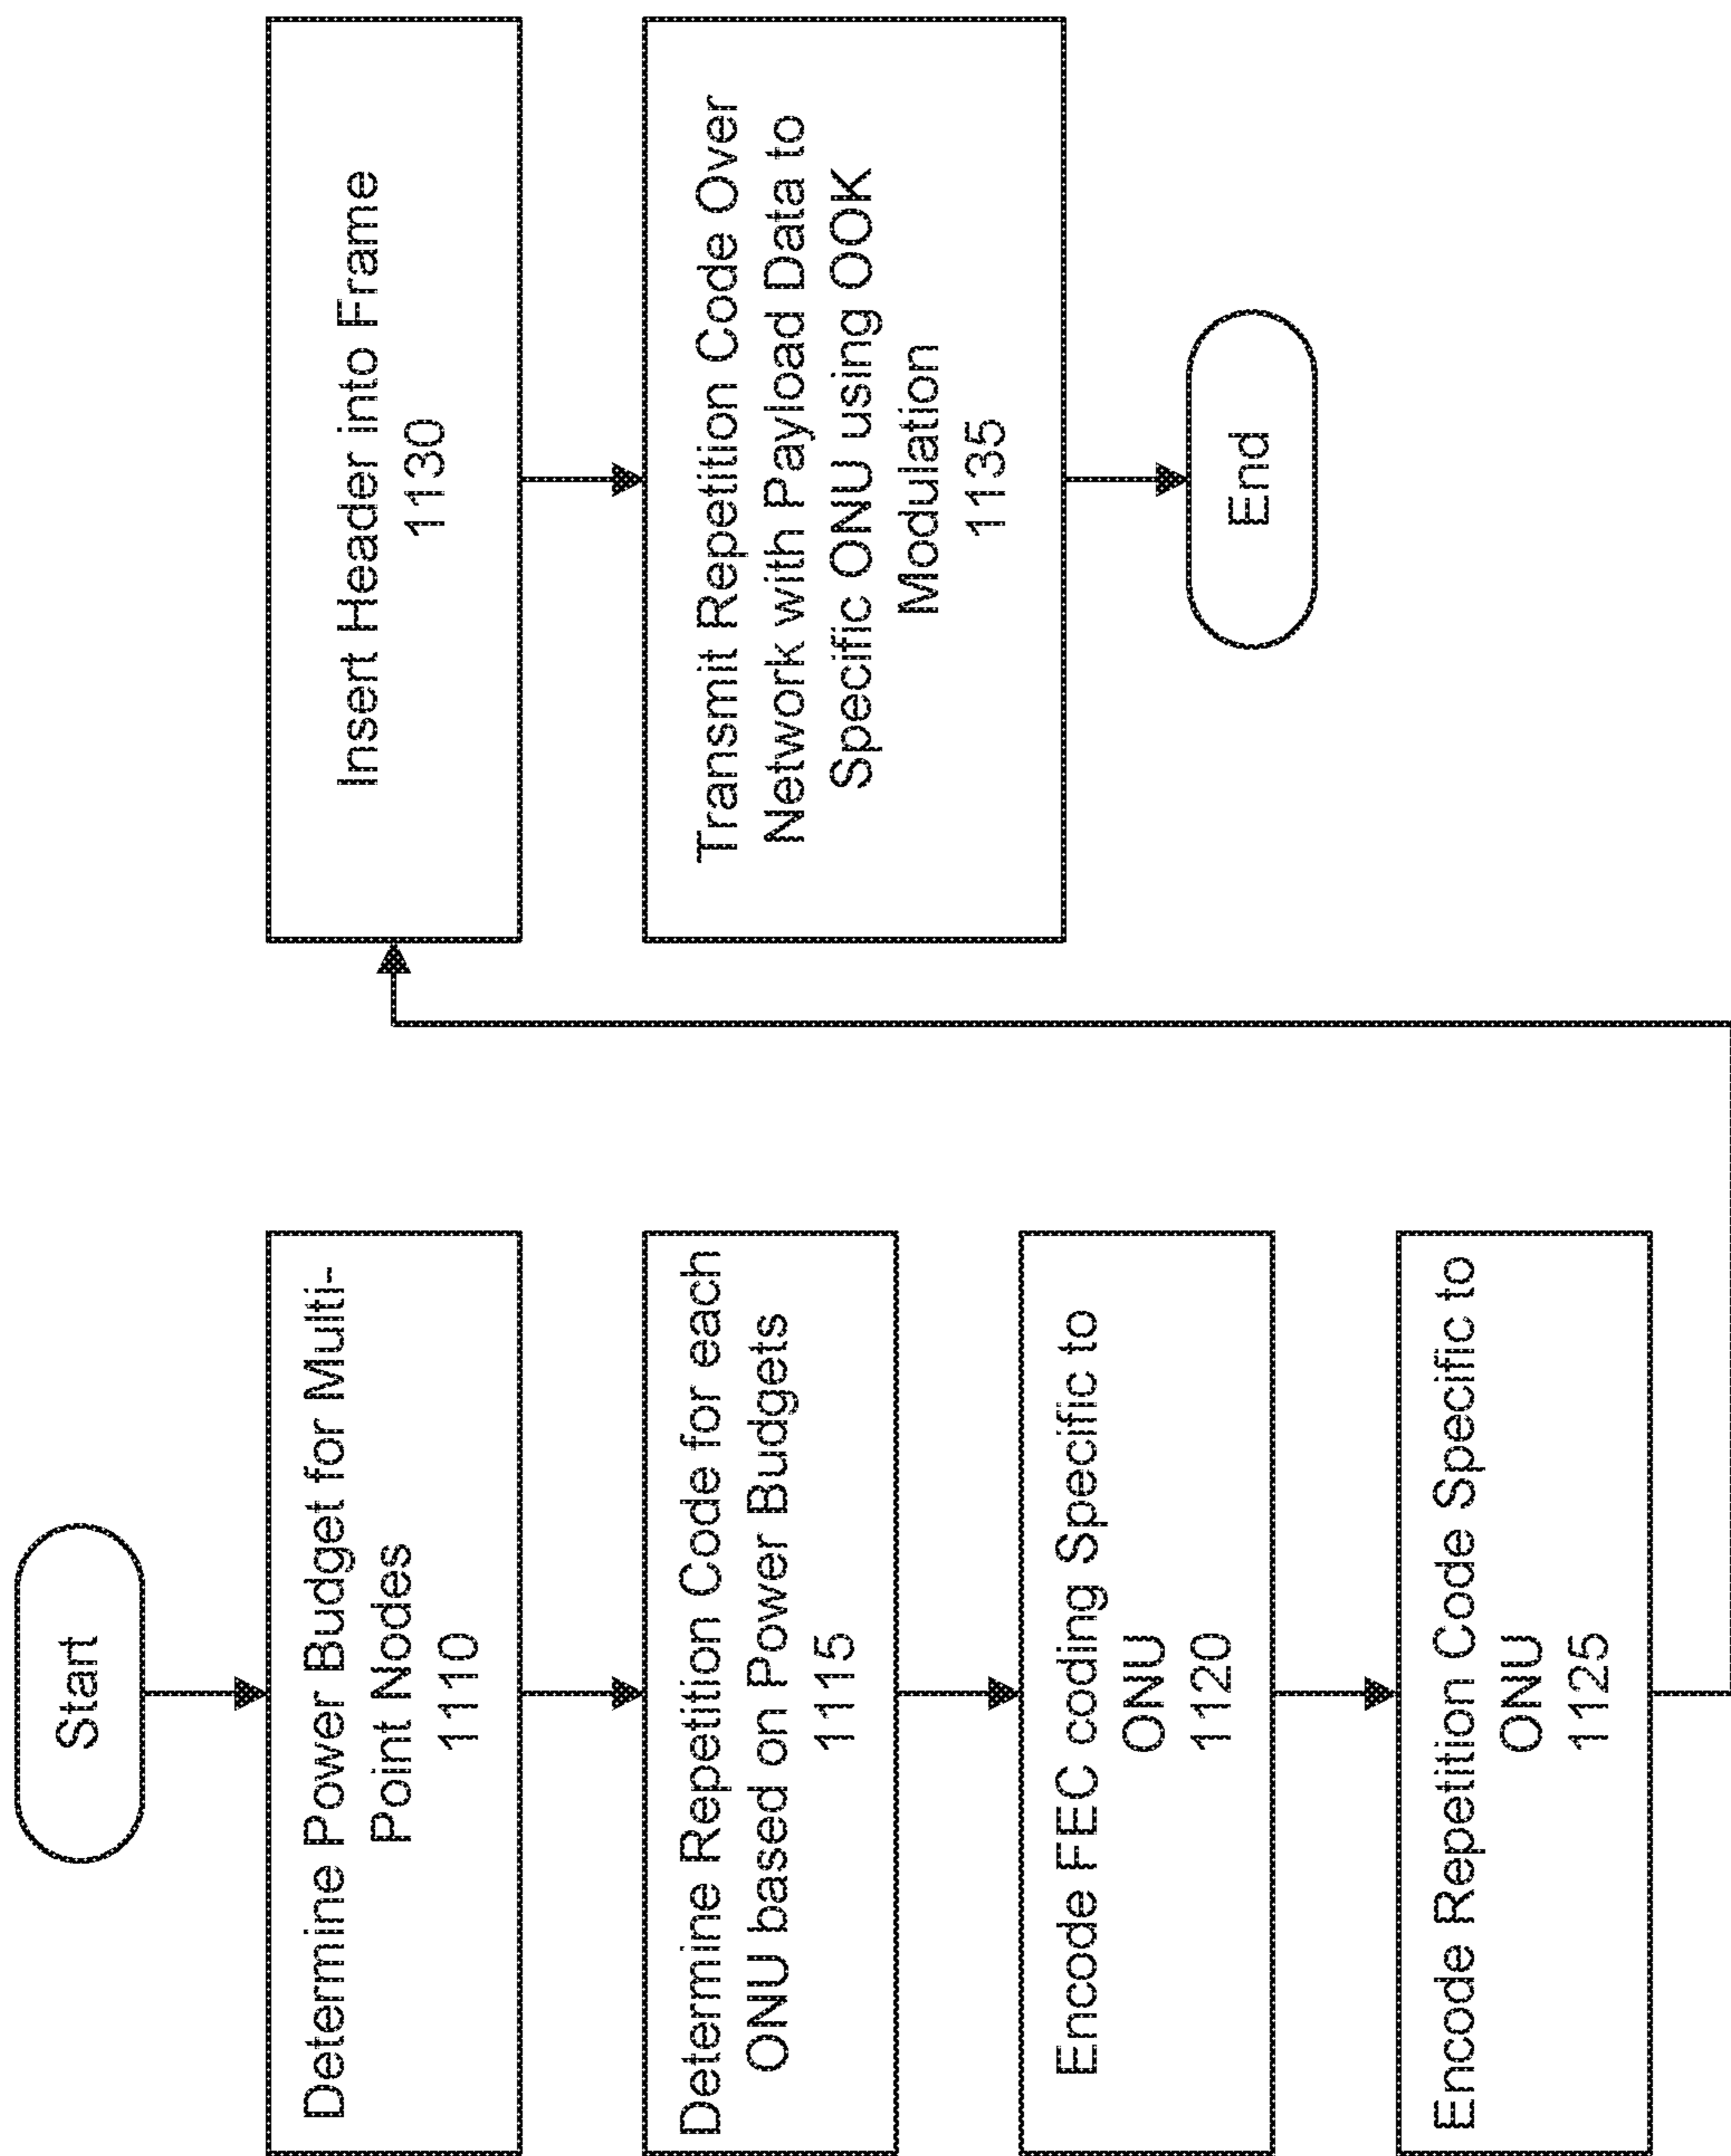 Start
Determine Power Budget for Multi-
Point Nodes
1110
Determine Repetition Code for each
ONU based on Power Budgets
1115
Encode FEC coding Specific to
ONU
1120
Encode Repetition Code Specific to
ONU
1125
Insert Header into Frame
1130
Transmit Repetition Code Over
Network with Payload Data to
Specific ONU using OOK
Modulation
1135
End